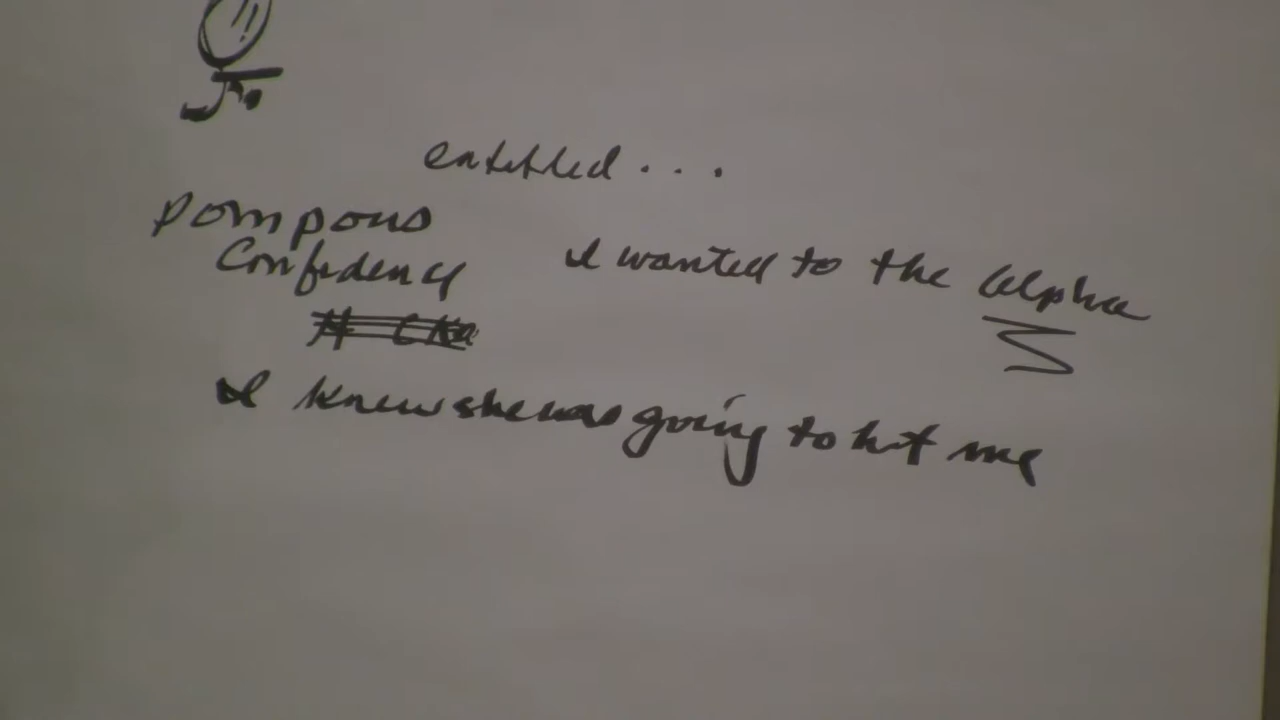 entitled...
pompous
Confidency
I wanted to the alpha
I knew she was going to hit me